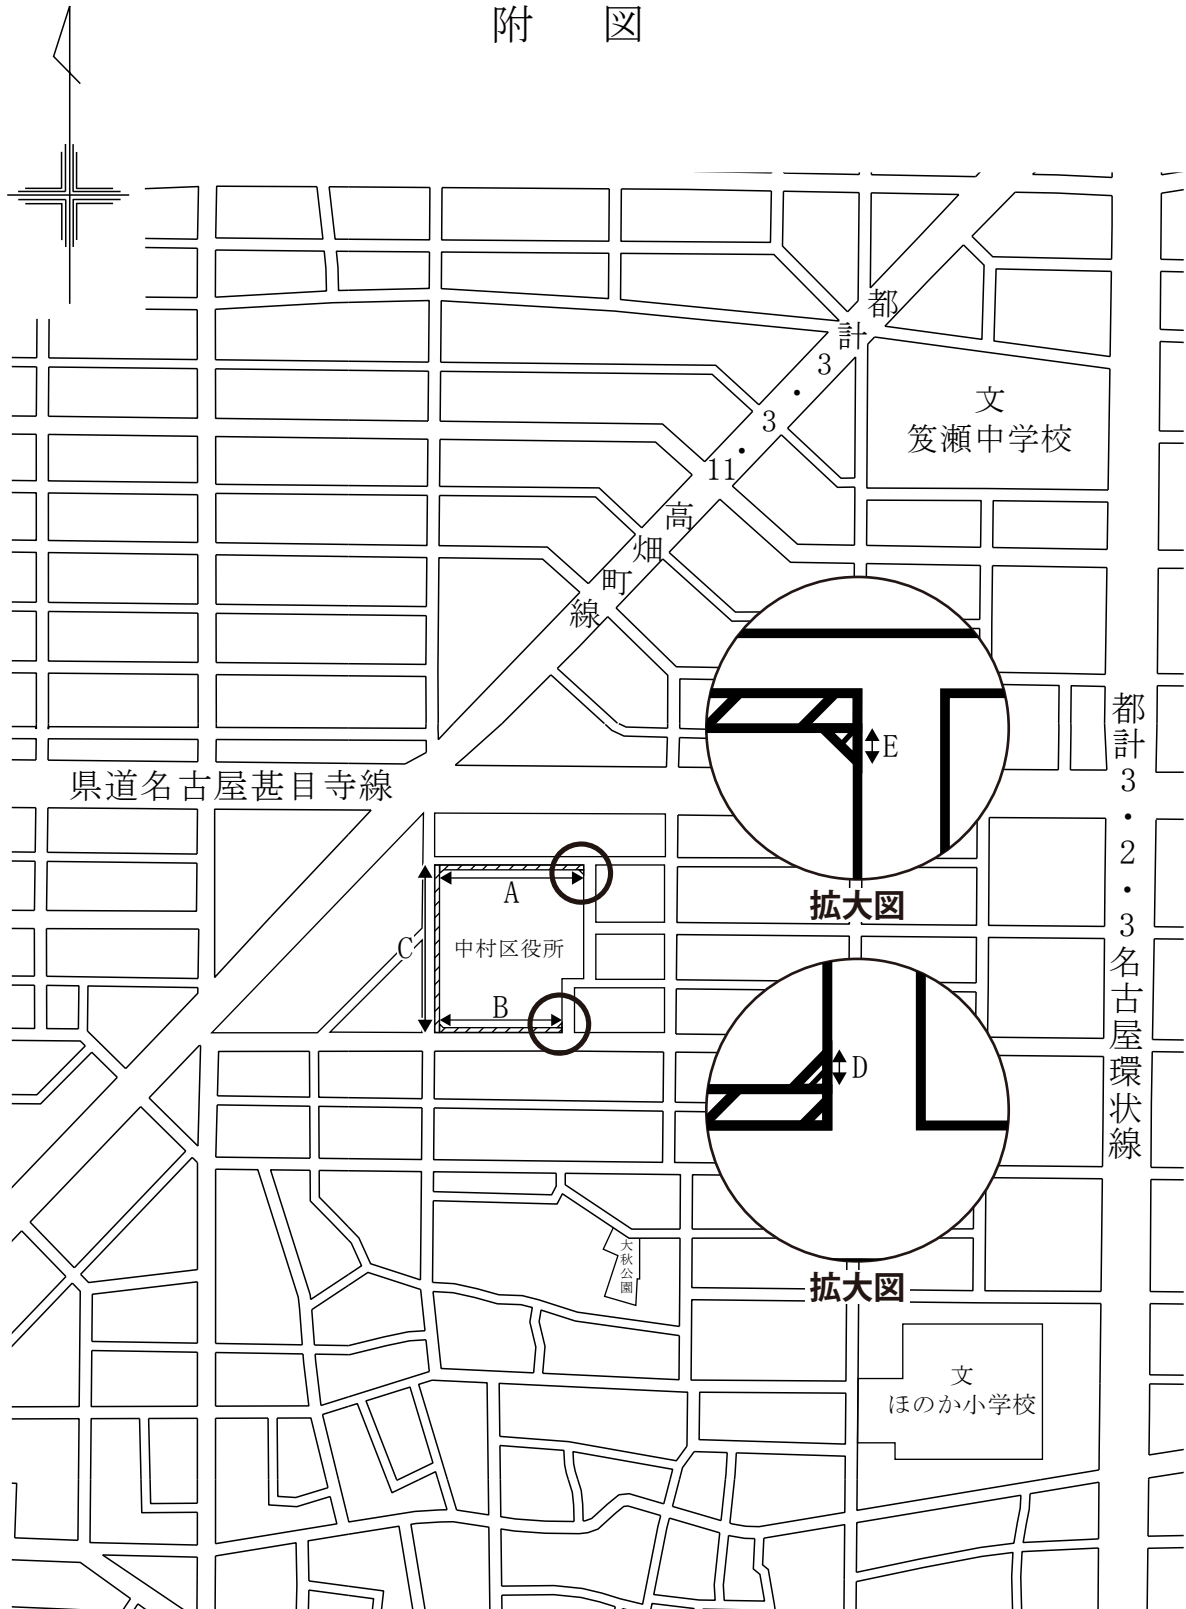 附　図
都計3・3・11高畑町線
文
笈瀬中学校
県道名古屋甚目寺線
都計3・2・3名古屋環状線
E
拡大図
A
C
中村区役所
B
D
拡大図
大秋公園
文
ほのか小学校